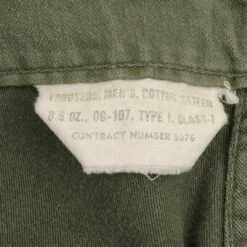 TROUSERS, MEN'S, COTTON SATEEN
8.5 OZ., OG-107, TYPE I, CLASS-1
CONTRACT NUMBER 5076